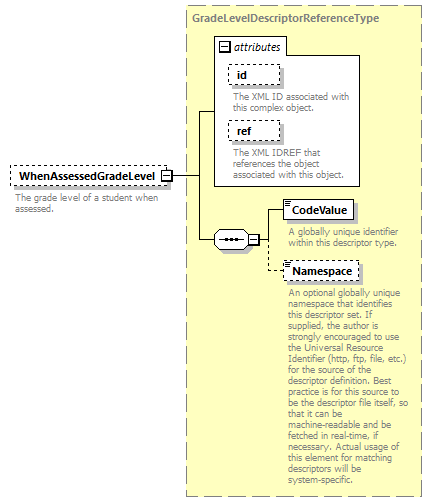 GradeLevelDescriptorReferenceType
attributes
id
The XML ID associated with
this complex object.
ref
The XML IDREF that
references the object
associated with this object.
WhenAssessedGradeLevel
The grade level of a student when
assessed.
CodeValue
A globally unique identifier
within this descriptor type.
Namespace
An optional globally unique
namespace that identifies
this descriptor set. If
supplied, the author is
strongly encouraged to use
the Universal Resource
Identifier (http, ftp, file, etc.)
for the source of the
descriptor definition. Best
practice is for this source to
be the descriptor file itself, so
that it can be
machine-readable and be
fetched in real-time, if
necessary. Actual usage of
this element for matching
descriptors will be
system-specific.